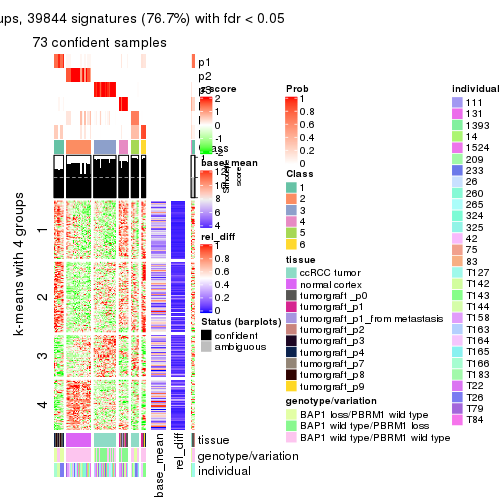 ups, 39844 signatures (76.7%) with fdr < 0.05
73 confident samples
p1
p2
p3
z-score
2
1
0
-1
-2
Class
Silhouette
score
base_mean
12
10
8
6
4
rel_diff
1
0.8
0.6
0.4
0.2
0
Status (barplots)
confident
ambiguous
k-means with 4 groups
1
2
3
4
base_mean
rel_diff
tissue
genotype/variation
individual
Prob
1
0.8
0.6
0.4
0.2
0
Class
1
2
3
4
5
6
tissue
ccRCC tumor
normal cortex
tumorgraft_p0
tumorgraft_p1
tumorgraft_p1_from metastasis
tumorgraft_p2
tumorgraft_p3
tumorgraft_p4
tumorgraft_p7
tumorgraft_p8
tumorgraft_p9
genotype/variation
BAP1 loss/PBRM1 wild type
BAP1 wild type/PBRM1 loss
BAP1 wild type/PBRM1 wild type
individual
111
131
1393
14
1524
209
233
26
260
265
324
325
42
75
83
T127
T142
T143
T144
T158
T163
T164
T165
T166
T183
T22
T26
T79
T84